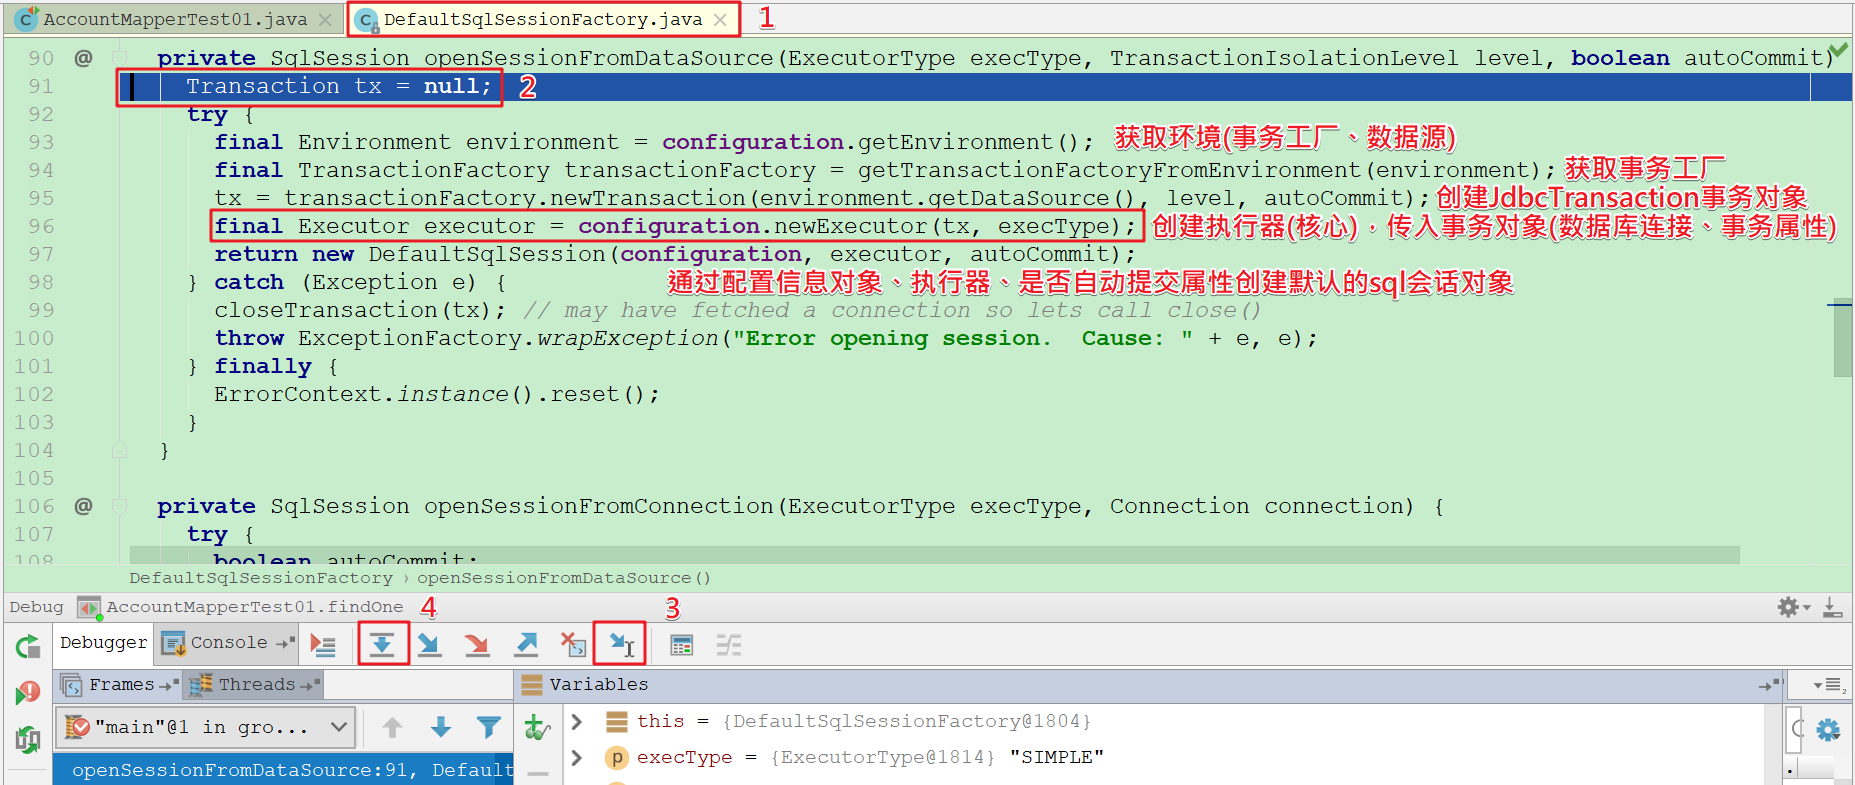 AccountMapperTest01.java DefaultSqlSessionFactory.java 1
90 @ private SqlSession openSessionFromDataSource(ExecutorType execType, TransactionIsolationLevel level, boolean autoCommit)
91 Transaction tx = null; 2
92 try {
93 final Environment environment = configuration.getEnvironment(); 获取环境(事务工厂、数据源)
94 final TransactionFactory transactionFactory = getTransactionFactoryFromEnvironment(environment); 获取事务工厂
95 tx = transactionFactory.newTransaction(environment.getDataSource(), level, autoCommit); 创建JdbcTransaction事务对象
96 final Executor executor = configuration.newExecutor(tx, execType); 创建执行器(核心)，传入事务对象(数据库连接、事务属性)
97 return new DefaultSqlSession(configuration, executor, autoCommit);
98 } catch (Exception e) { 通过配置信息对象、执行器、是否自动提交属性创建默认的sql会话对象
99 closeTransaction(tx); // may have fetched a connection so lets call close()
100 throw ExceptionFactory.wrapException("Error opening session.  Cause: " + e, e);
101 } finally {
102 ErrorContext.instance().reset();
103 }
104 }
105
106 @ private SqlSession openSessionFromConnection(ExecutorType execType, Connection connection) {
107 try {
108 boolean autoCommit;
DefaultSqlSessionFactory › openSessionFromDataSource()
Debug AccountMapperTest01.findOne 4 3
Debugger Console
Frames Threads Variables
"main"@1 in gro... this = {DefaultSqlSessionFactory@1804}
p execType = {ExecutorType@1814} "SIMPLE"
openSessionFromDataSource:91, Default